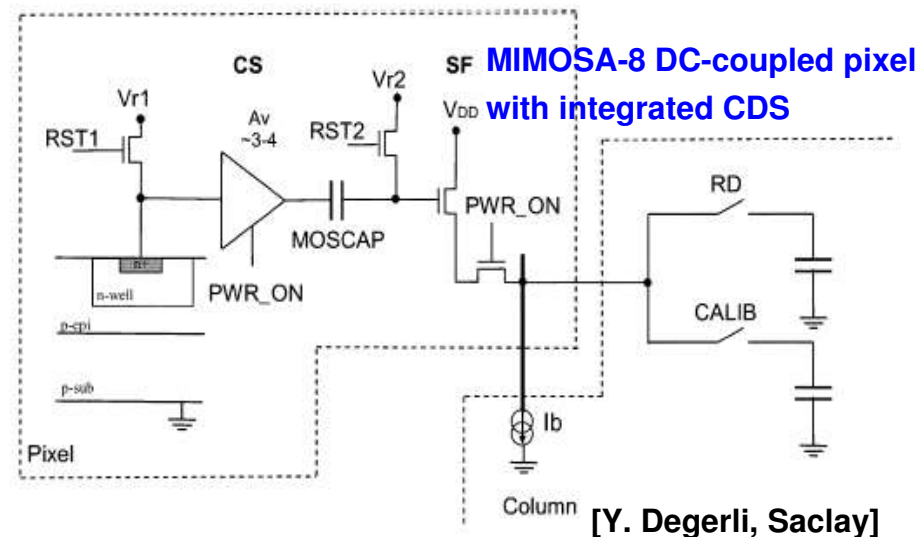 MIMOSA-8 DC-coupled pixel
with integrated CDS
CS
SF
Vr1
Vr2
VDD
RST1
Av
~3-4
RST2
PWR_ON
RD
MOSCAP
n+
n-well
PWR_ON
CALIB
p-epi
p-sub
Ib
Pixel
Column
[Y. Degerli, Saclay]